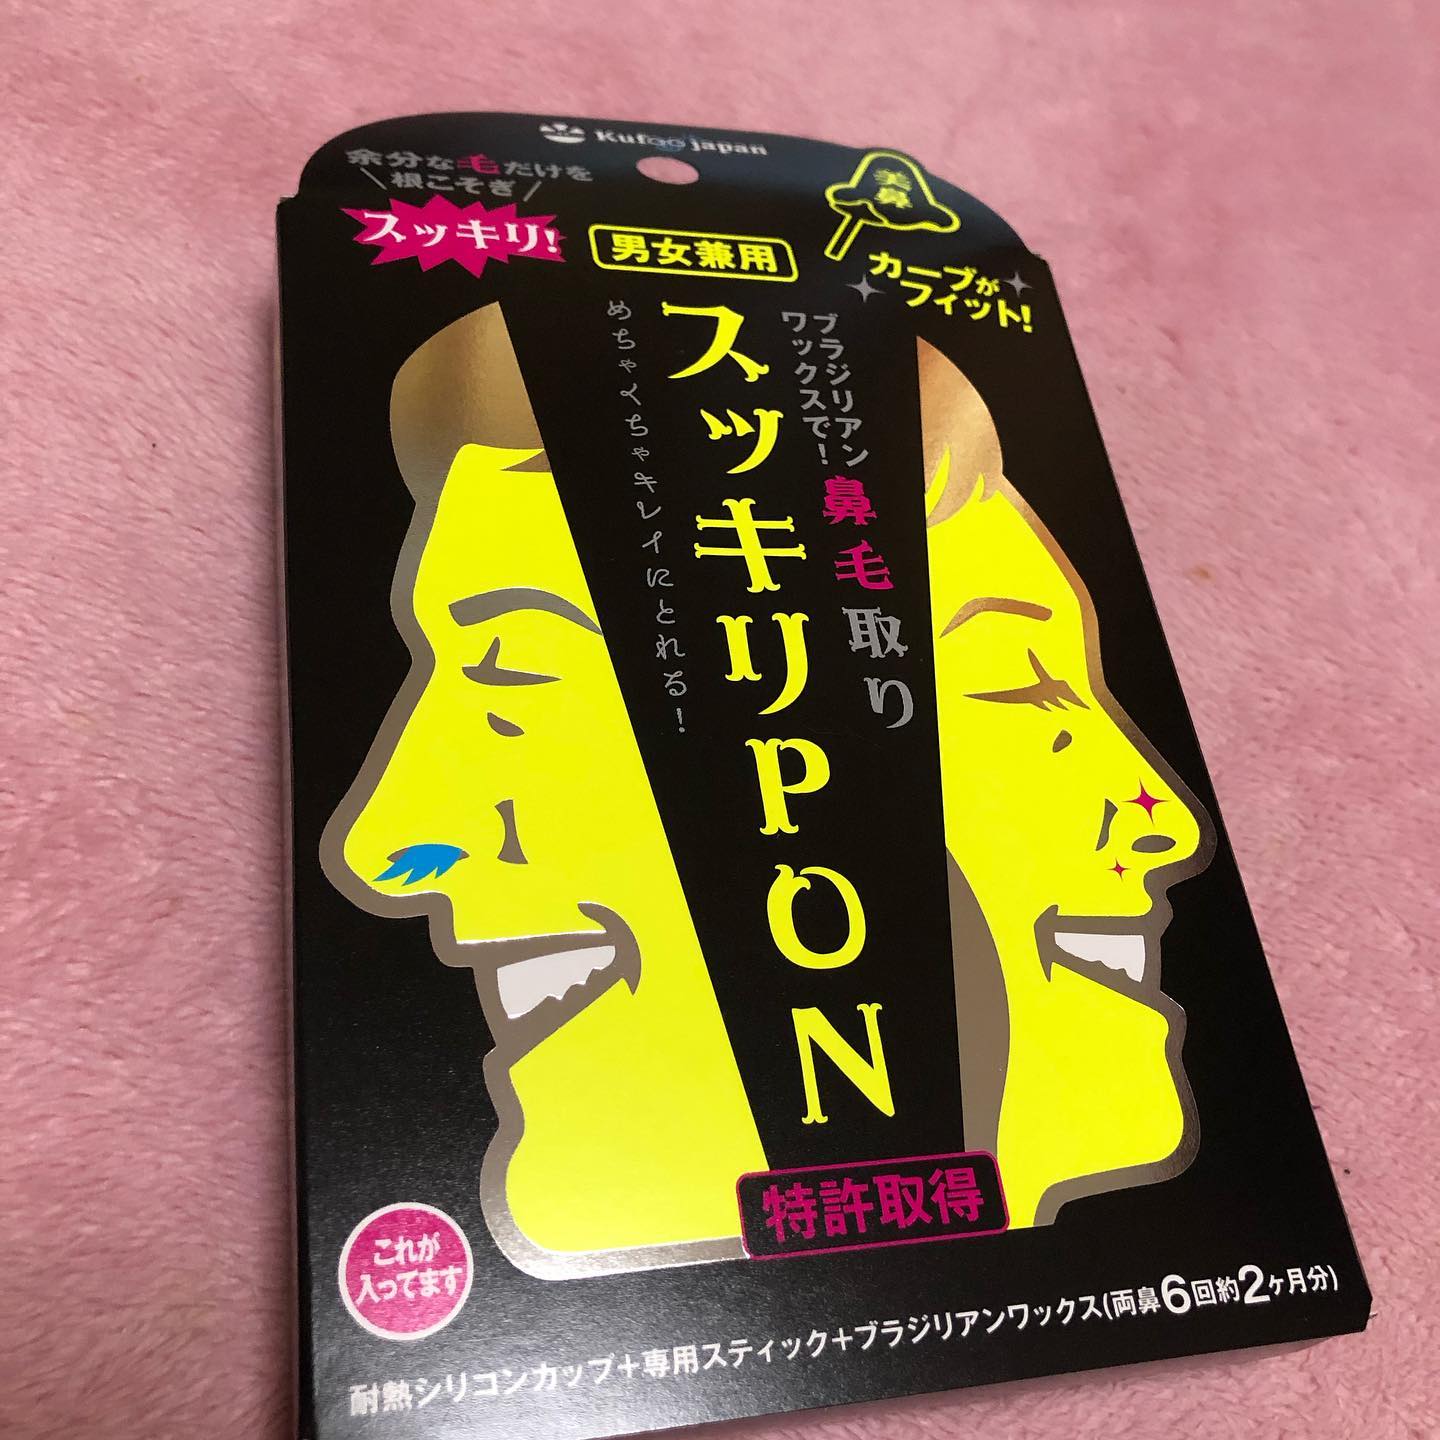 Kufoo japan
余分な毛だけを
根こそぎ
スッキリ!
男女兼用
美鼻
カーブが
フィット!
ブラジリアン
ワックスで!
鼻毛取り
スッキリPON
めちゃくちゃキレイにとれる!
特許取得
これが
入ってます
耐熱シリコンカップ+専用スティック+ブラジリアンワックス(両鼻6回約2ヶ月分)